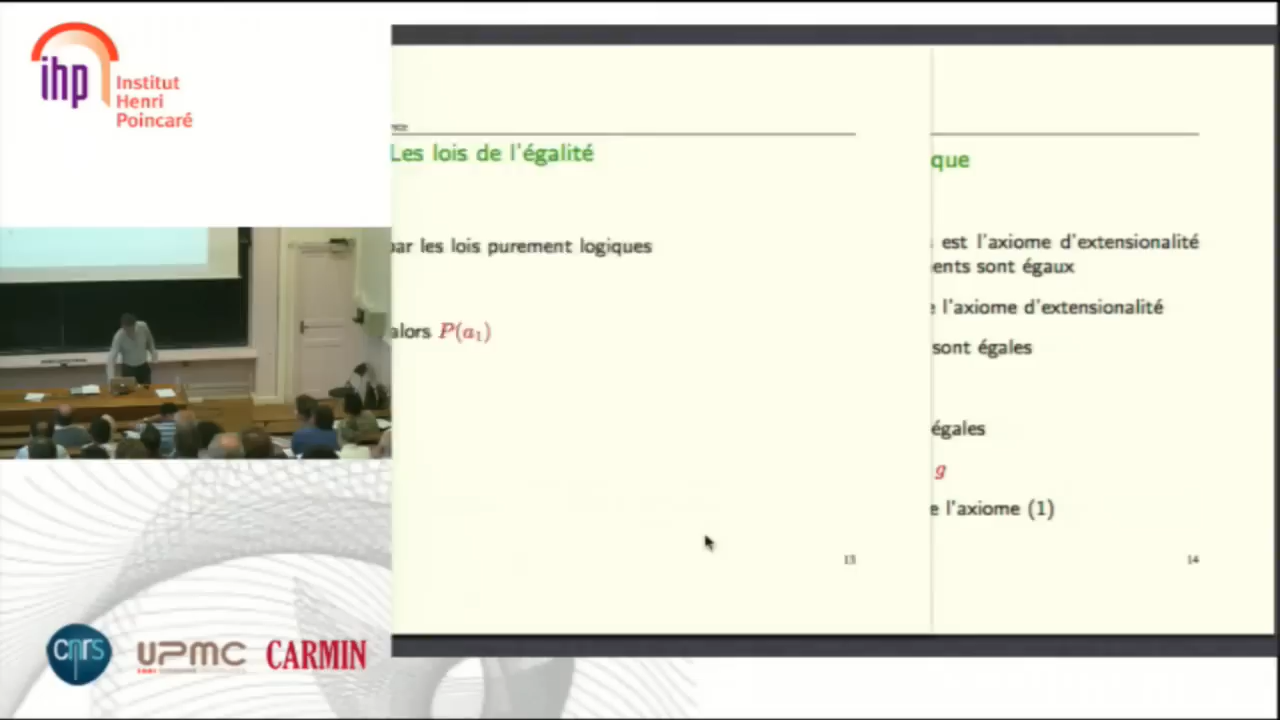 ihp
Institut
Henri
Poincaré
Les lois de l'égalité
par les lois purement logiques
alors P(a₁)
13
que
est l'axiome d'extensionalité
ents sont égaux
e l'axiome d'extensionalité
sont égales
égales
g
e l'axiome (1)
14
cnrs
UPMC
CARMIN